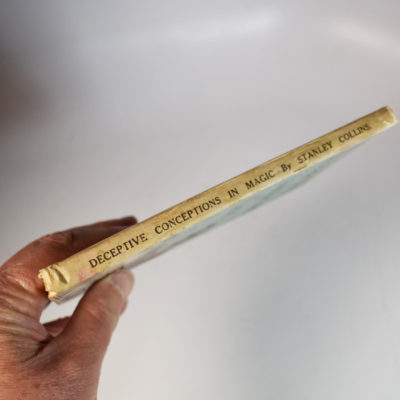 DECEPTIVE CONCEPTIONS IN MAGIC By STANLEY COLLINS